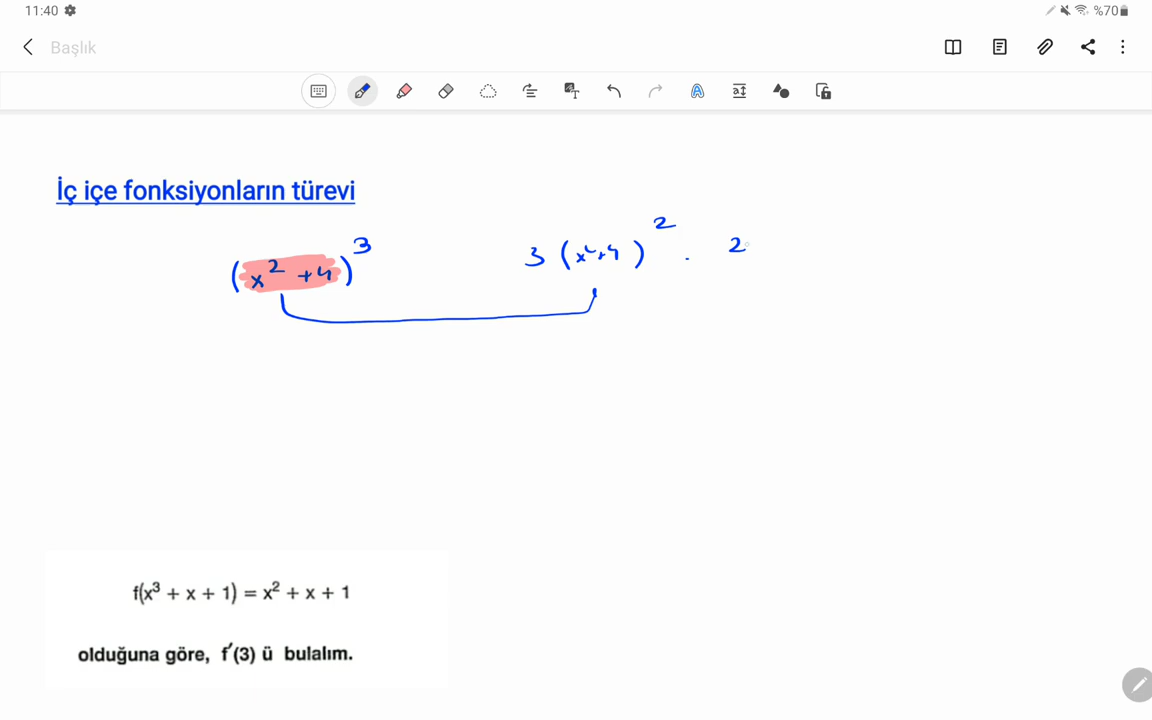 11:40 %70
Başlık
İç içe fonksiyonların türevi
(x² + 4)³ 3 (x²+4)² . 2
f(x³ + x + 1) = x² + x + 1
olduğuna göre, f′(3) ü bulalım.